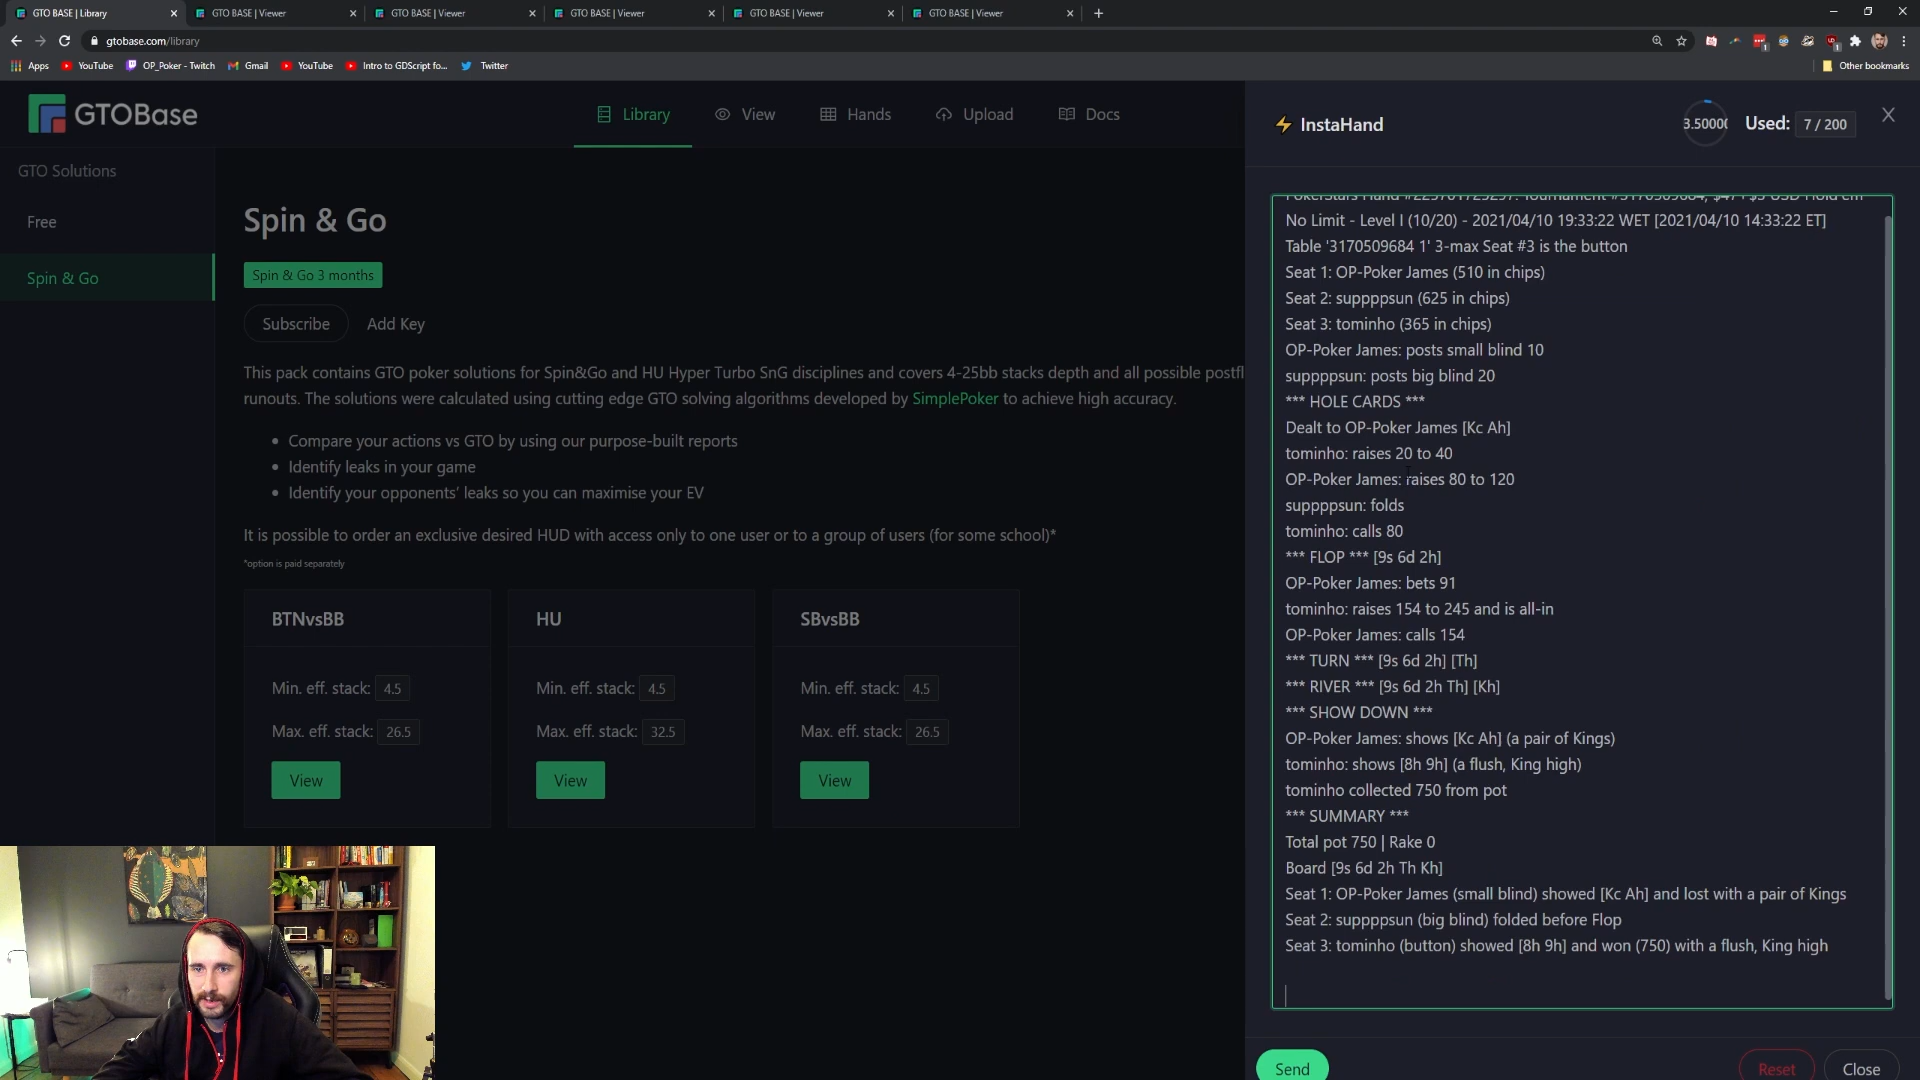 GTO BASE | Library
GTO BASE | Viewer
GTO BASE | Viewer
GTO BASE | Viewer
GTO BASE | Viewer
GTO BASE | Viewer
gtobase.com/library
Apps
YouTube
OP_Poker - Twitch
Gmail
YouTube
Intro to GDScript fo...
Twitter
Other bookmarks
GTOBase
Library
View
Hands
Upload
Docs
GTO Solutions
Free
Spin & Go
Spin & Go
Spin & Go 3 months
Subscribe
Add Key
This pack contains GTO poker solutions for Spin&Go and HU Hyper Turbo SnG disciplines and covers 4-25bb stacks depth and all possible postfl
runouts. The solutions were calculated using cutting edge GTO solving algorithms developed by SimplePoker to achieve high accuracy.
• Compare your actions vs GTO by using our purpose-built reports
• Identify leaks in your game
• Identify your opponents' leaks so you can maximise your EV
It is possible to order an exclusive desired HUD with access only to one user or to a group of users (for some school)*
*option is paid separately
BTNvsBB
Min. eff. stack: 4.5
Max. eff. stack: 26.5
View
HU
Min. eff. stack: 4.5
Max. eff. stack: 32.5
View
SBvsBB
Min. eff. stack: 4.5
Max. eff. stack: 26.5
View
InstaHand
3.5000
Used: 7 / 200
No Limit - Level I (10/20) - 2021/04/10 19:33:22 WET [2021/04/10 14:33:22 ET]
Table '3170509684 1' 3-max Seat #3 is the button
Seat 1: OP-Poker James (510 in chips)
Seat 2: suppppsun (625 in chips)
Seat 3: tominho (365 in chips)
OP-Poker James: posts small blind 10
suppppsun: posts big blind 20
*** HOLE CARDS ***
Dealt to OP-Poker James [Kc Ah]
tominho: raises 20 to 40
OP-Poker James: raises 80 to 120
suppppsun: folds
tominho: calls 80
*** FLOP *** [9s 6d 2h]
OP-Poker James: bets 91
tominho: raises 154 to 245 and is all-in
OP-Poker James: calls 154
*** TURN *** [9s 6d 2h] [Th]
*** RIVER *** [9s 6d 2h Th] [Kh]
*** SHOW DOWN ***
OP-Poker James: shows [Kc Ah] (a pair of Kings)
tominho: shows [8h 9h] (a flush, King high)
tominho collected 750 from pot
*** SUMMARY ***
Total pot 750 | Rake 0
Board [9s 6d 2h Th Kh]
Seat 1: OP-Poker James (small blind) showed [Kc Ah] and lost with a pair of Kings
Seat 2: suppppsun (big blind) folded before Flop
Seat 3: tominho (button) showed [8h 9h] and won (750) with a flush, King high
Send
Reset
Close